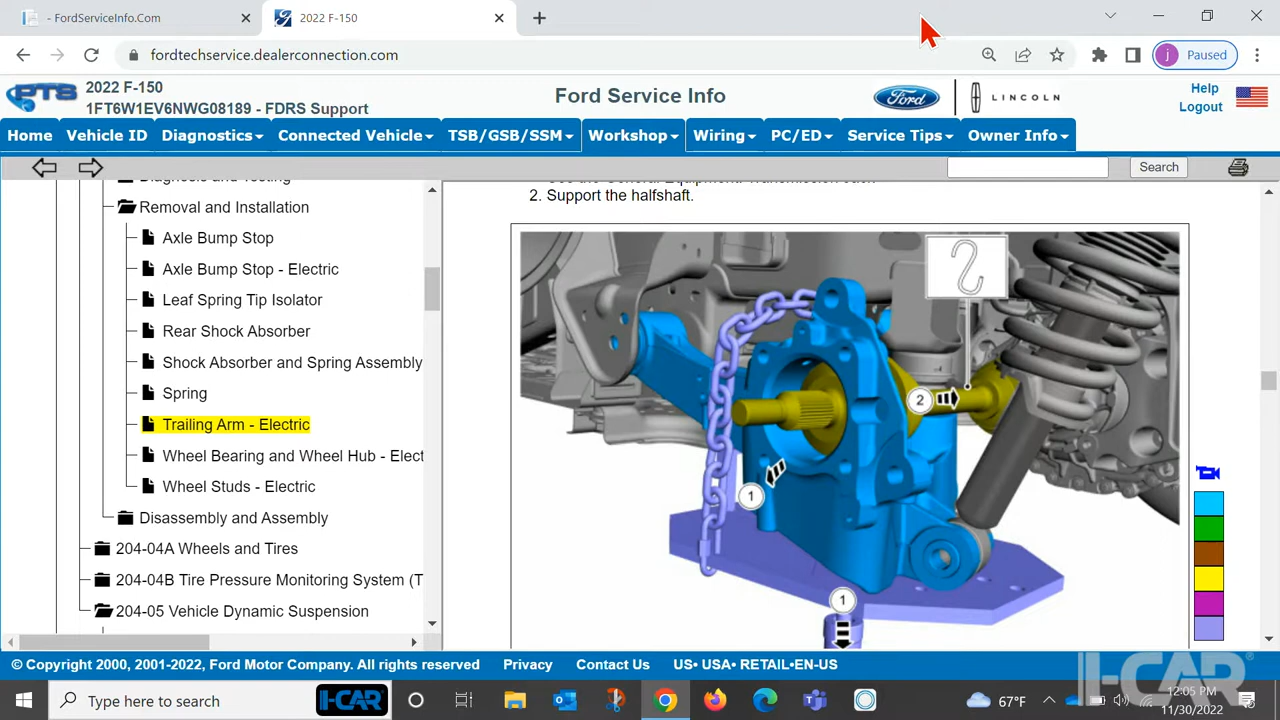 - FordServiceInfo.Com
2022 F-150
fordtechservice.dealerconnection.com
j Paused
PTS
2022 F-150
1FT6W1EV6NWG08189 - FDRS Support
Ford Service Info
Ford
LINCOLN
Help
Logout
Home Vehicle ID Diagnostics Connected Vehicle TSB/GSB/SSM Workshop Wiring PC/ED Service Tips Owner Info
Search
Removal and Installation
Axle Bump Stop
Axle Bump Stop - Electric
Leaf Spring Tip Isolator
Rear Shock Absorber
Shock Absorber and Spring Assembly
Spring
Trailing Arm - Electric
Wheel Bearing and Wheel Hub - Elect
Wheel Studs - Electric
Disassembly and Assembly
204-04A Wheels and Tires
204-04B Tire Pressure Monitoring System (T
204-05 Vehicle Dynamic Suspension
2. Support the halfshaft.
2
1
1
© Copyright 2000, 2001-2022, Ford Motor Company. All rights reserved Privacy Contact Us US• USA• RETAIL•EN-US
I-CAR
Type here to search
I-CAR
67°F
12:05 PM
11/30/2022